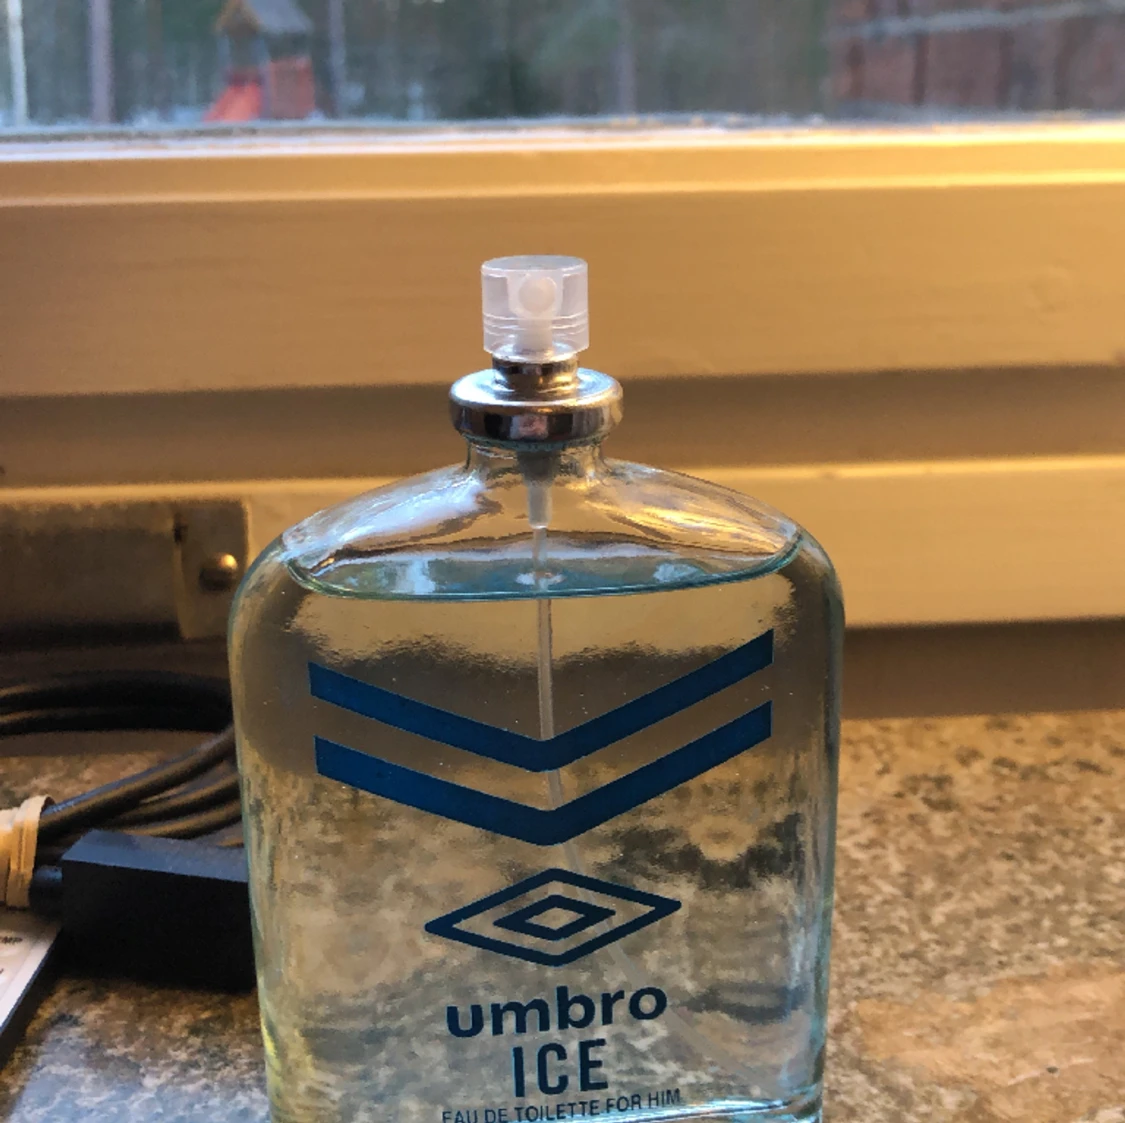 umbro
ICE
EAU DE TOILETTE FOR HIM